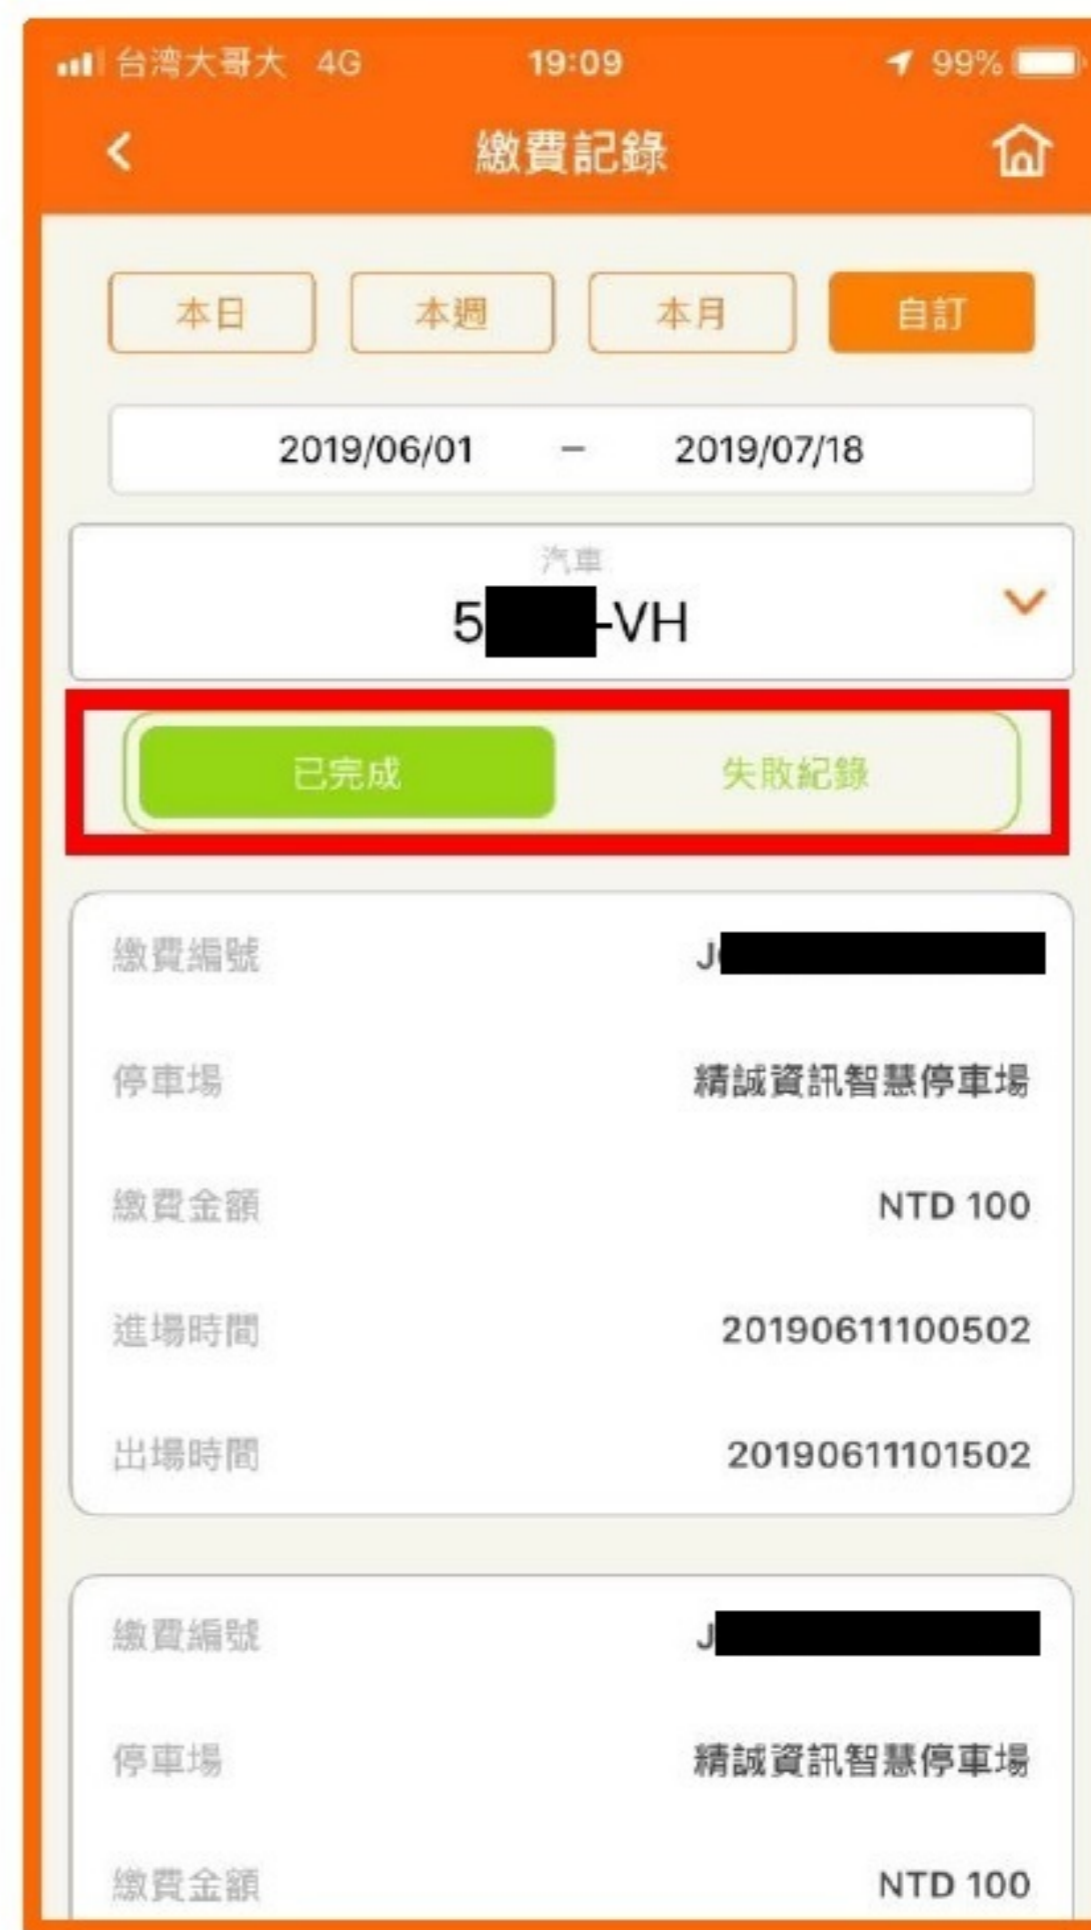 台湾大哥大 4G 19:09 99%
繳費記錄
本日 本週 本月 自訂
2019/06/01 – 2019/07/18
汽車
5 -VH
已完成 失敗紀錄
繳費編號 J
停車場 精誠資訊智慧停車場
繳費金額 NTD 100
進場時間 20190611100502
出場時間 20190611101502
繳費編號 J
停車場 精誠資訊智慧停車場
繳費金額 NTD 100